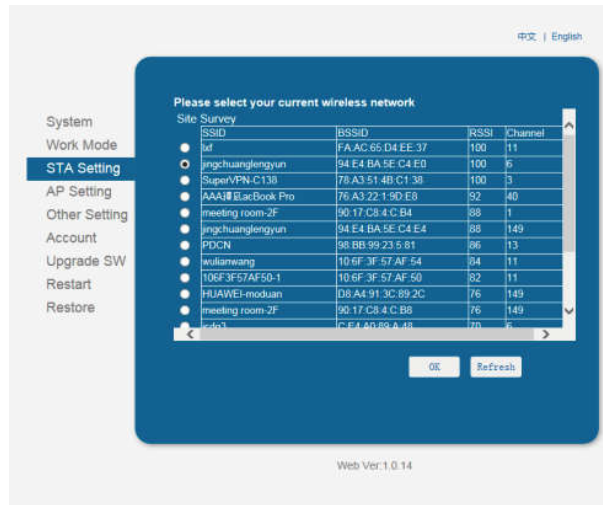 中文 | English
Please select your current wireless network
Site Survey
SSID BSSID RSSI Channel
lxf FA:AC:65:D4:EE:37 100 11
jingchuanglengyun 94:E4:BA:5E:C4:E0 100 6
SuperVPN-C138 78:A3:51:4B:C1:38 100 3
AAA acBook Pro 76:A3:22:1:9D:E8 92 40
meeting room-2F 90:17:C8:4:C:B4 88 1
jingchuanglengyun 94:E4:BA:5E:C4:E4 88 149
PDCN 98:BB:99:23:5:81 86 13
wulianwang 10:6F:3F:57:AF:54 84 11
106F3F57AF50-1 10:6F:3F:57:AF:50 82 11
HUAWEI-moduan D8:A4:91:3C:89:2C 76 149
meeting room-2F 90:17:C8:4:C:B8 76 149
OK Refresh
System
Work Mode
STA Setting
AP Setting
Other Setting
Account
Upgrade SW
Restart
Restore
Web Ver:1.0.14